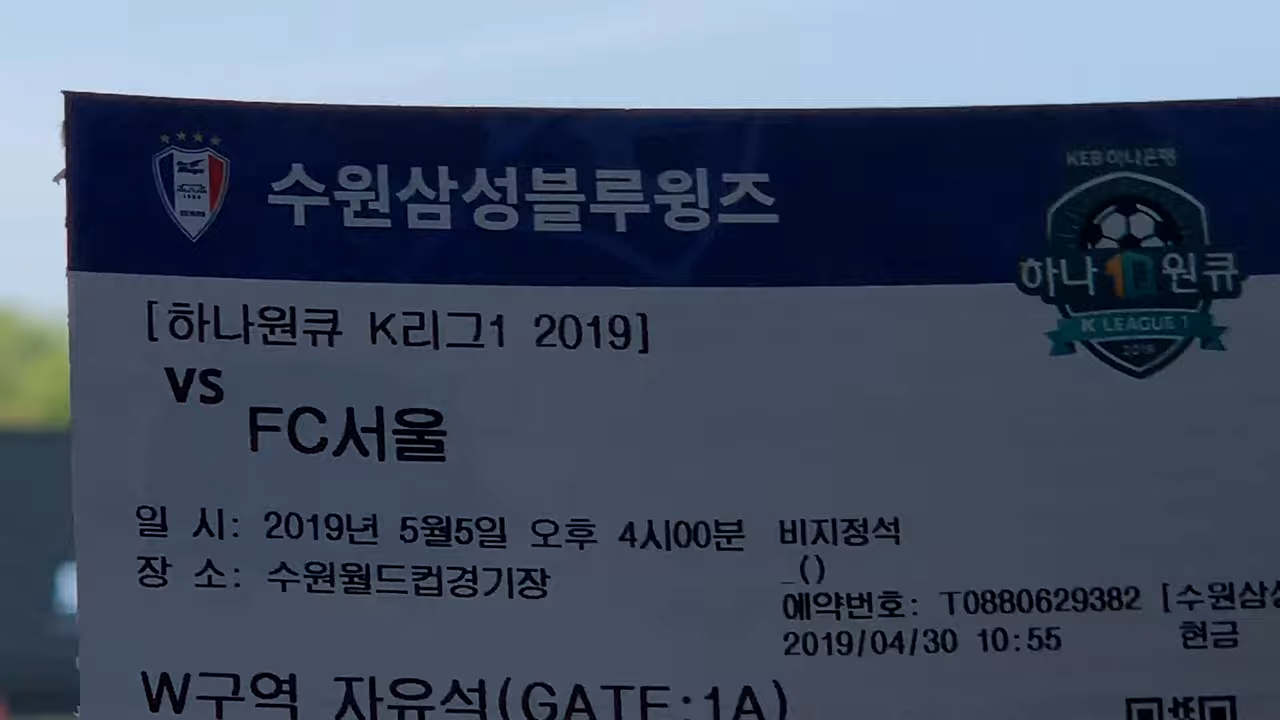 수원삼성블루윙즈
KEB 하나은행
하나1Q원큐
K LEAGUE 1
2019
[하나원큐 K리그1 2019]
VS
FC서울
일 시: 2019년 5월5일 오후 4시00분 비지정석
장 소: 수원월드컵경기장 _()
예약번호: T0880629382 [수원삼성
2019/04/30 10:55 현금
W구역 자유석(GATE:1A)